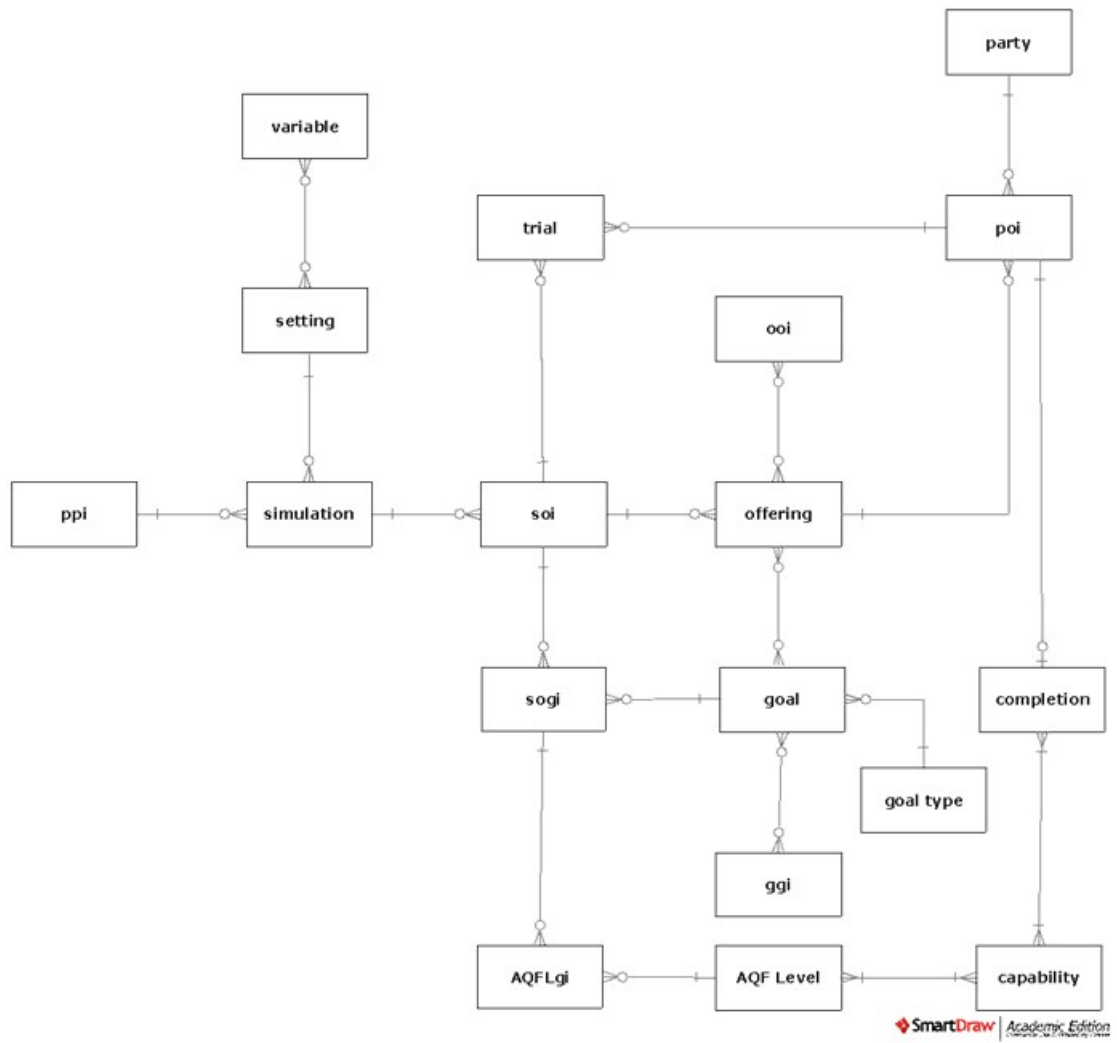 party
variable
trial
poi
ooi
setting
ppi
simulation
soi
offering
sogi
goal
completion
goal type
ggi
AQFLgi
AQF Level
capability
SmartDraw
Academic Edition